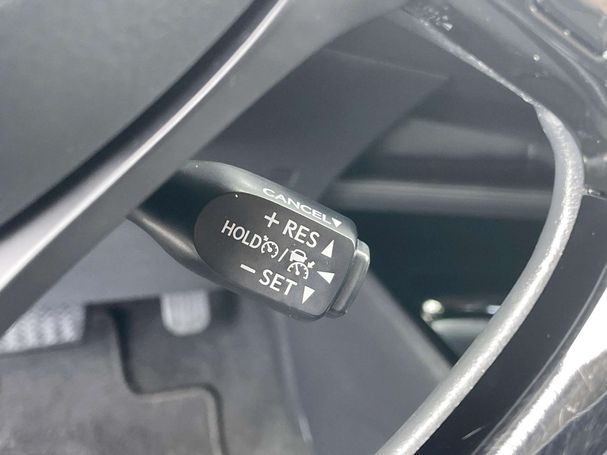 CANCEL▼
+ RES ▲
HOLD / ◀
− SET ▼